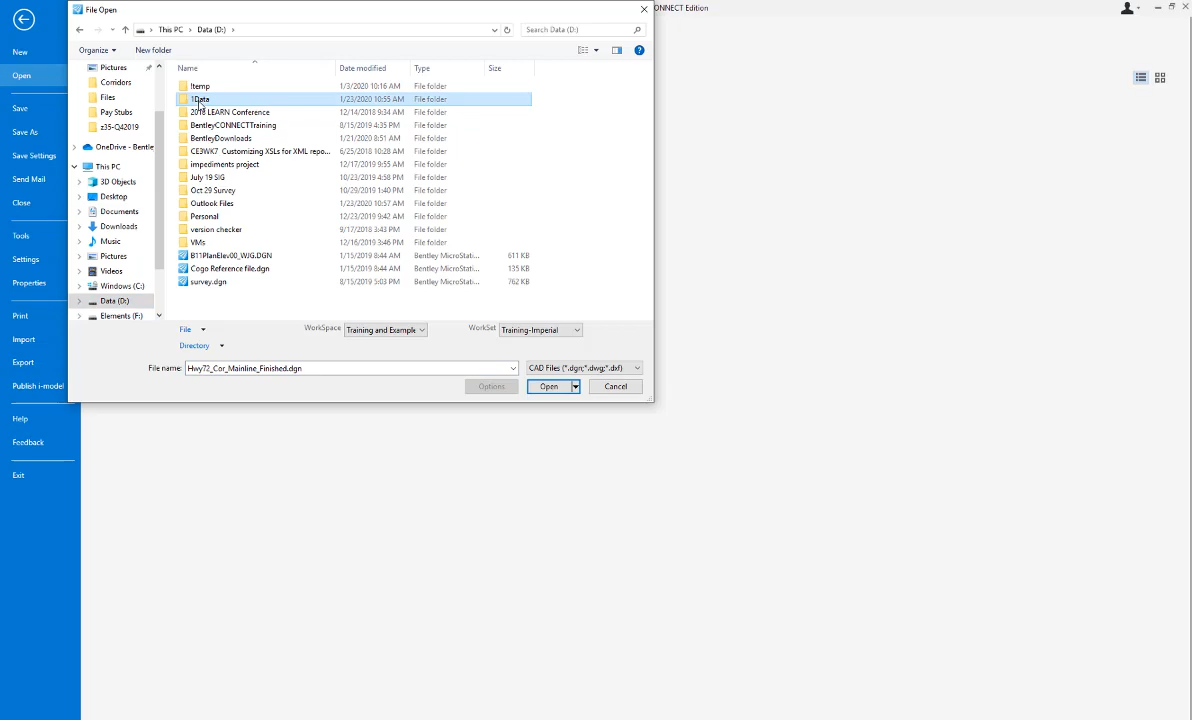 File Open
CONNECT Edition
This PC > Data (D:) >
Search Data (D:)
Organize
New folder
New
Open
Save
Save As
Save Settings
Send Mail
Close
Tools
Settings
Properties
Print
Import
Export
Publish i-model
Help
Feedback
Exit
Pictures
Corridors
Files
Pay Stubs
z35-Q42019
OneDrive - Bentle
This PC
3D Objects
Desktop
Documents
Downloads
Music
Pictures
Videos
Windows (C:)
Data (D:)
Elements (F:)
Name Date modified Type Size
!temp 1/3/2020 10:16 AM File folder
1Data 1/23/2020 10:55 AM File folder
2018 LEARN Conference 12/14/2018 9:34 AM File folder
BentleyCONNECTTraining 8/15/2019 4:35 PM File folder
BentleyDownloads 1/21/2020 8:51 AM File folder
CE3WK7 Customizing XSLs for XML repo... 6/25/2018 10:28 AM File folder
impediments project 12/17/2019 9:55 AM File folder
July 19 SIG 10/23/2019 4:58 PM File folder
Oct 29 Survey 10/29/2019 1:40 PM File folder
Outlook Files 1/23/2020 10:57 AM File folder
Personal 12/23/2019 9:42 AM File folder
version checker 9/17/2018 3:43 PM File folder
VMs 12/16/2019 3:46 PM File folder
B11PlanElev00_WJG.DGN 1/15/2019 8:44 AM Bentley MicroStati... 611 KB
Cogo Reference file.dgn 1/15/2019 8:44 AM Bentley MicroStati... 135 KB
survey.dgn 8/15/2019 5:03 PM Bentley MicroStati... 762 KB
File
WorkSpace Training and Example
WorkSet Training-Imperial
Directory
File name: Hwy72_Cor_Mainline_Finished.dgn
CAD Files (*.dgn;*.dwg;*.dxf)
Options
Open
Cancel